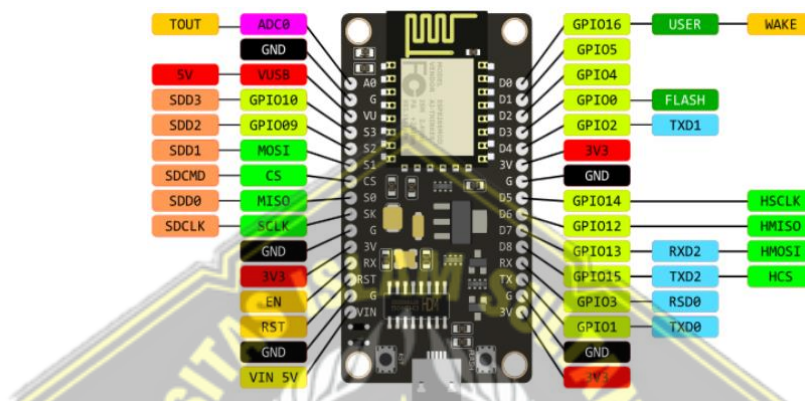 TOUT ADC0 GPIO16 USER WAKE
GND GPIO5
5V VUSB GPIO4
SDD3 GPIO10 GPIO0 FLASH
SDD2 GPIO09 GPIO2 TXD1
SDD1 MOSI 3V3
SDCMD CS GND
SDD0 MISO GPIO14 HSCLK
SDCLK SCLK GPIO12 HMISO
GND GPIO13 RXD2 HMOSI
3V3 GPIO15 TXD2 HCS
EN GPIO3 RSD0
RST GPIO1 TXD0
GND GND
VIN 5V 3V3
A0 D0
G D1
VU D2
S3 D3
S2 D4
S1 3V
CS G
S0 D5
SK D6
G D7
3V D8
RX RX
RST TX
G G
VIN 3V
FLASH